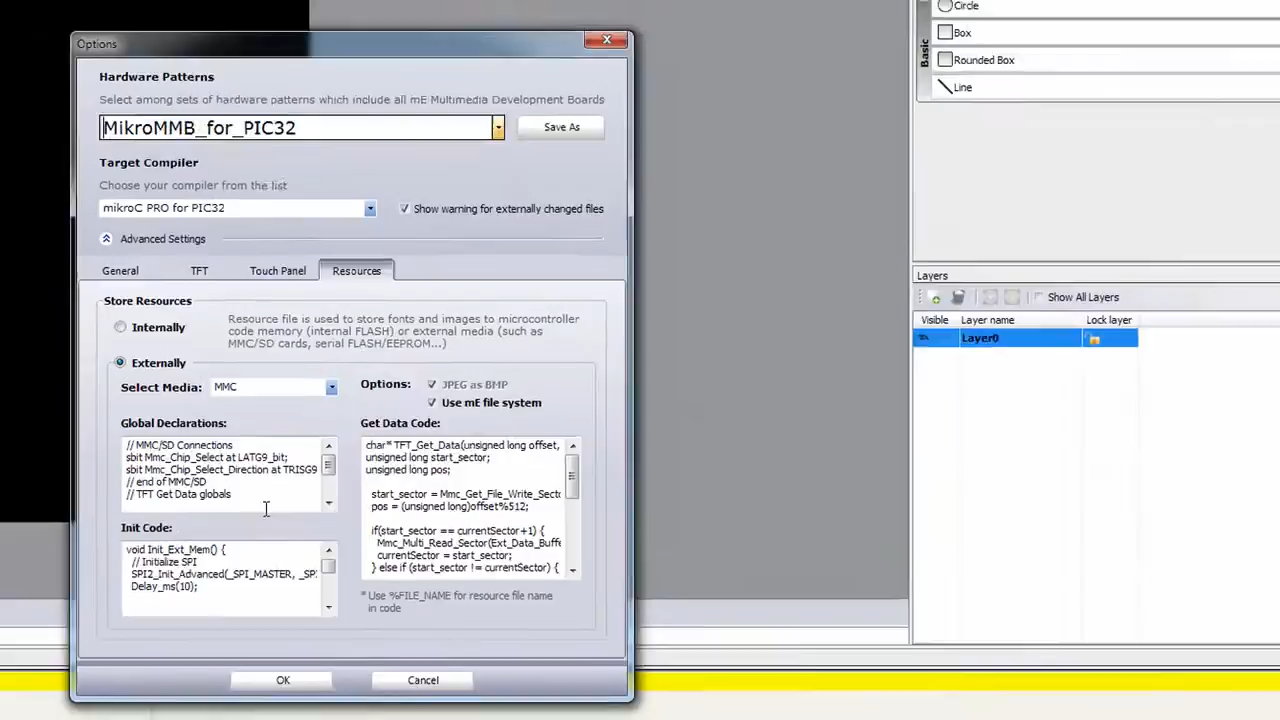 Options
Hardware Patterns
Select among sets of hardware patterns which include all mE Multimedia Development Boards
MikroMMB_for_PIC32
Save As
Target Compiler
Choose your compiler from the list
mikroC PRO for PIC32
Show warning for externally changed files
Advanced Settings
General
TFT
Touch Panel
Resources
Store Resources
Internally
Resource file is used to store fonts and images to microcontroller
code memory (internal FLASH) or external media (such as
MMC/SD cards, serial FLASH/EEPROM...)
Externally
Select Media:
MMC
Options:
JPEG as BMP
Use mE file system
Global Declarations:
// MMC/SD Connections
sbit Mmc_Chip_Select at LATG9_bit;
sbit Mmc_Chip_Select_Direction at TRISG9
// end of MMC/SD
// TFT Get Data globals
Init Code:
void Init_Ext_Mem() {
// Initialize SPI
SPI2_Init_Advanced(_SPI_MASTER, _SP
Delay_ms(10);
Get Data Code:
char* TFT_Get_Data(unsigned long offset,
unsigned long start_sector;
unsigned long pos;
start_sector = Mmc_Get_File_Write_Sect
pos = (unsigned long)offset%512;
if(start_sector == currentSector+1) {
Mmc_Multi_Read_Sector(Ext_Data_Buff
currentSector = start_sector;
} else if (start_sector != currentSector) {
* Use %FILE_NAME for resource file name
in code
OK
Cancel
Basic
Circle
Box
Rounded Box
Line
Layers
Show All Layers
Visible
Layer name
Lock layer
Layer0